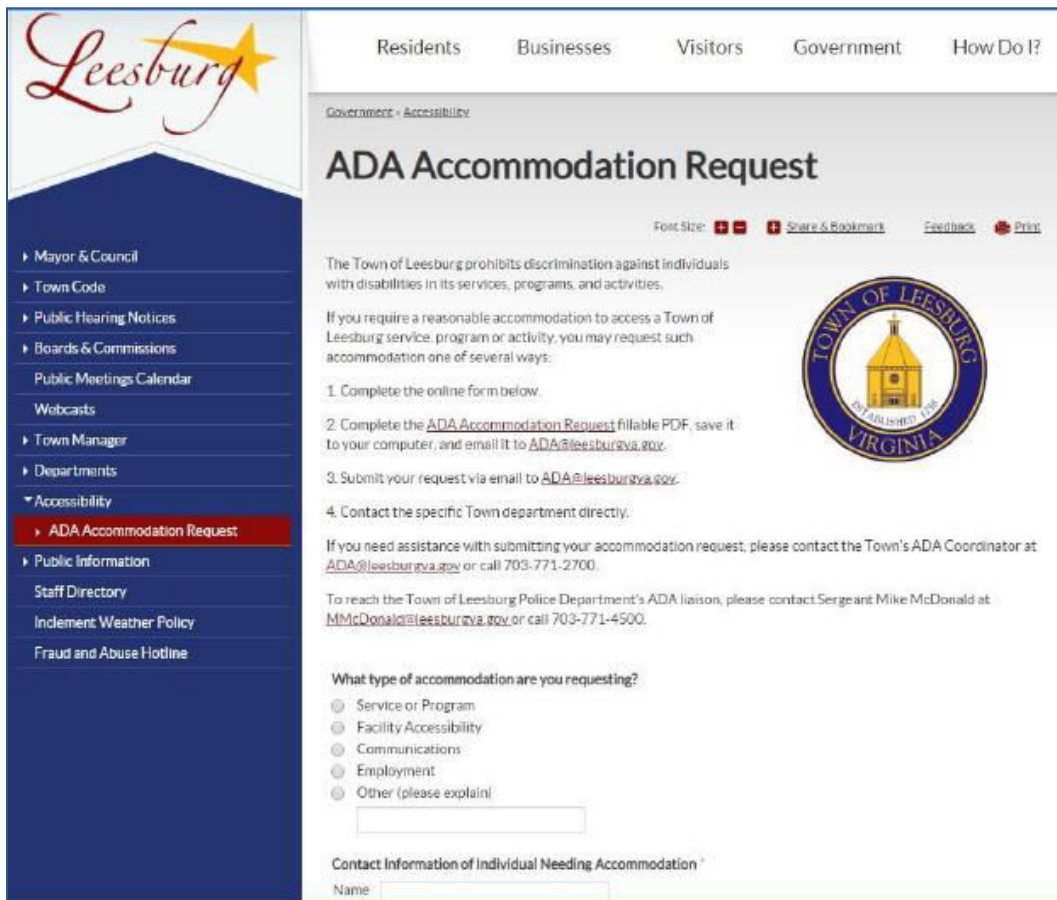 Leesburg
Residents Businesses Visitors Government How Do I?
Government » Accessibility
ADA Accommodation Request
Font Size: + - + Share & Bookmark Feedback Print
Mayor & Council
Town Code
Public Hearing Notices
Boards & Commissions
Public Meetings Calendar
Webcasts
Town Manager
Departments
Accessibility
ADA Accommodation Request
Public Information
Staff Directory
Inclement Weather Policy
Fraud and Abuse Hotline
The Town of Leesburg prohibits discrimination against individuals
with disabilities in its services, programs, and activities.
If you require a reasonable accommodation to access a Town of
Leesburg service, program or activity, you may request such
accommodation one of several ways:
1. Complete the online form below.
2. Complete the ADA Accommodation Request fillable PDF, save it
to your computer, and email it to ADA@leesburgva.gov.
3. Submit your request via email to ADA@leesburgva.gov.
4. Contact the specific Town department directly.
TOWN OF LEESBURG
ESTABLISHED 1758
VIRGINIA
If you need assistance with submitting your accommodation request, please contact the Town's ADA Coordinator at
ADA@leesburgva.gov or call 703-771-2700.
To reach the Town of Leesburg Police Department's ADA liaison, please contact Sergeant Mike McDonald at
MMcDonald@leesburgva.gov or call 703-771-4500.
What type of accommodation are you requesting?
Service or Program
Facility Accessibility
Communications
Employment
Other (please explain)
Contact Information of Individual Needing Accommodation *
Name